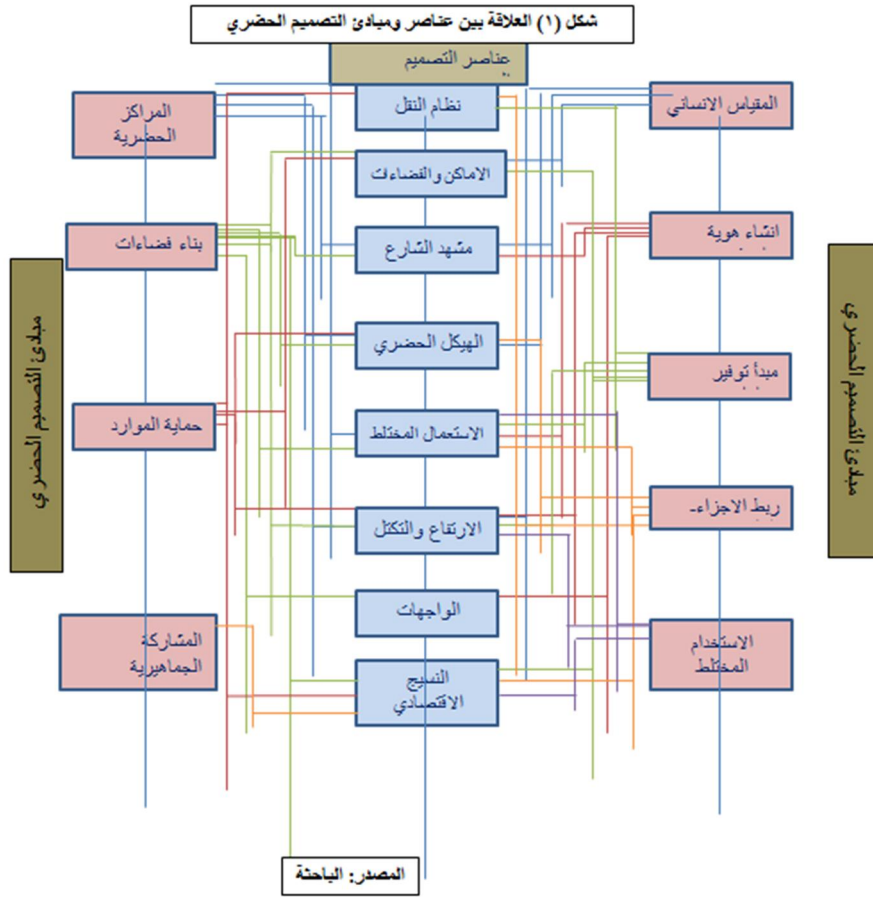 شكل (١) العلاقة بين عناصر ومبادئ التصميم الحضري
عناصر التصميم
المقياس الانساني
انشاء هوية
مبدأ توفير
ربط الاجزاء-
الاستخدام
المختلط
مبادئ التصميم الحضري
نظام النقل
الاماكن والفضاءات
مشهد الشارع
الهيكل الحضري
الاستعمال المختلط
الارتفاع والتكتل
الواجهات
النسيج
الاقتصادي
المراكز
الحضرية
بناء فضاءات
حماية الموارد
المشاركة
الجماهيرية
مبادئ التصميم الحضري
المصدر: الباحثة